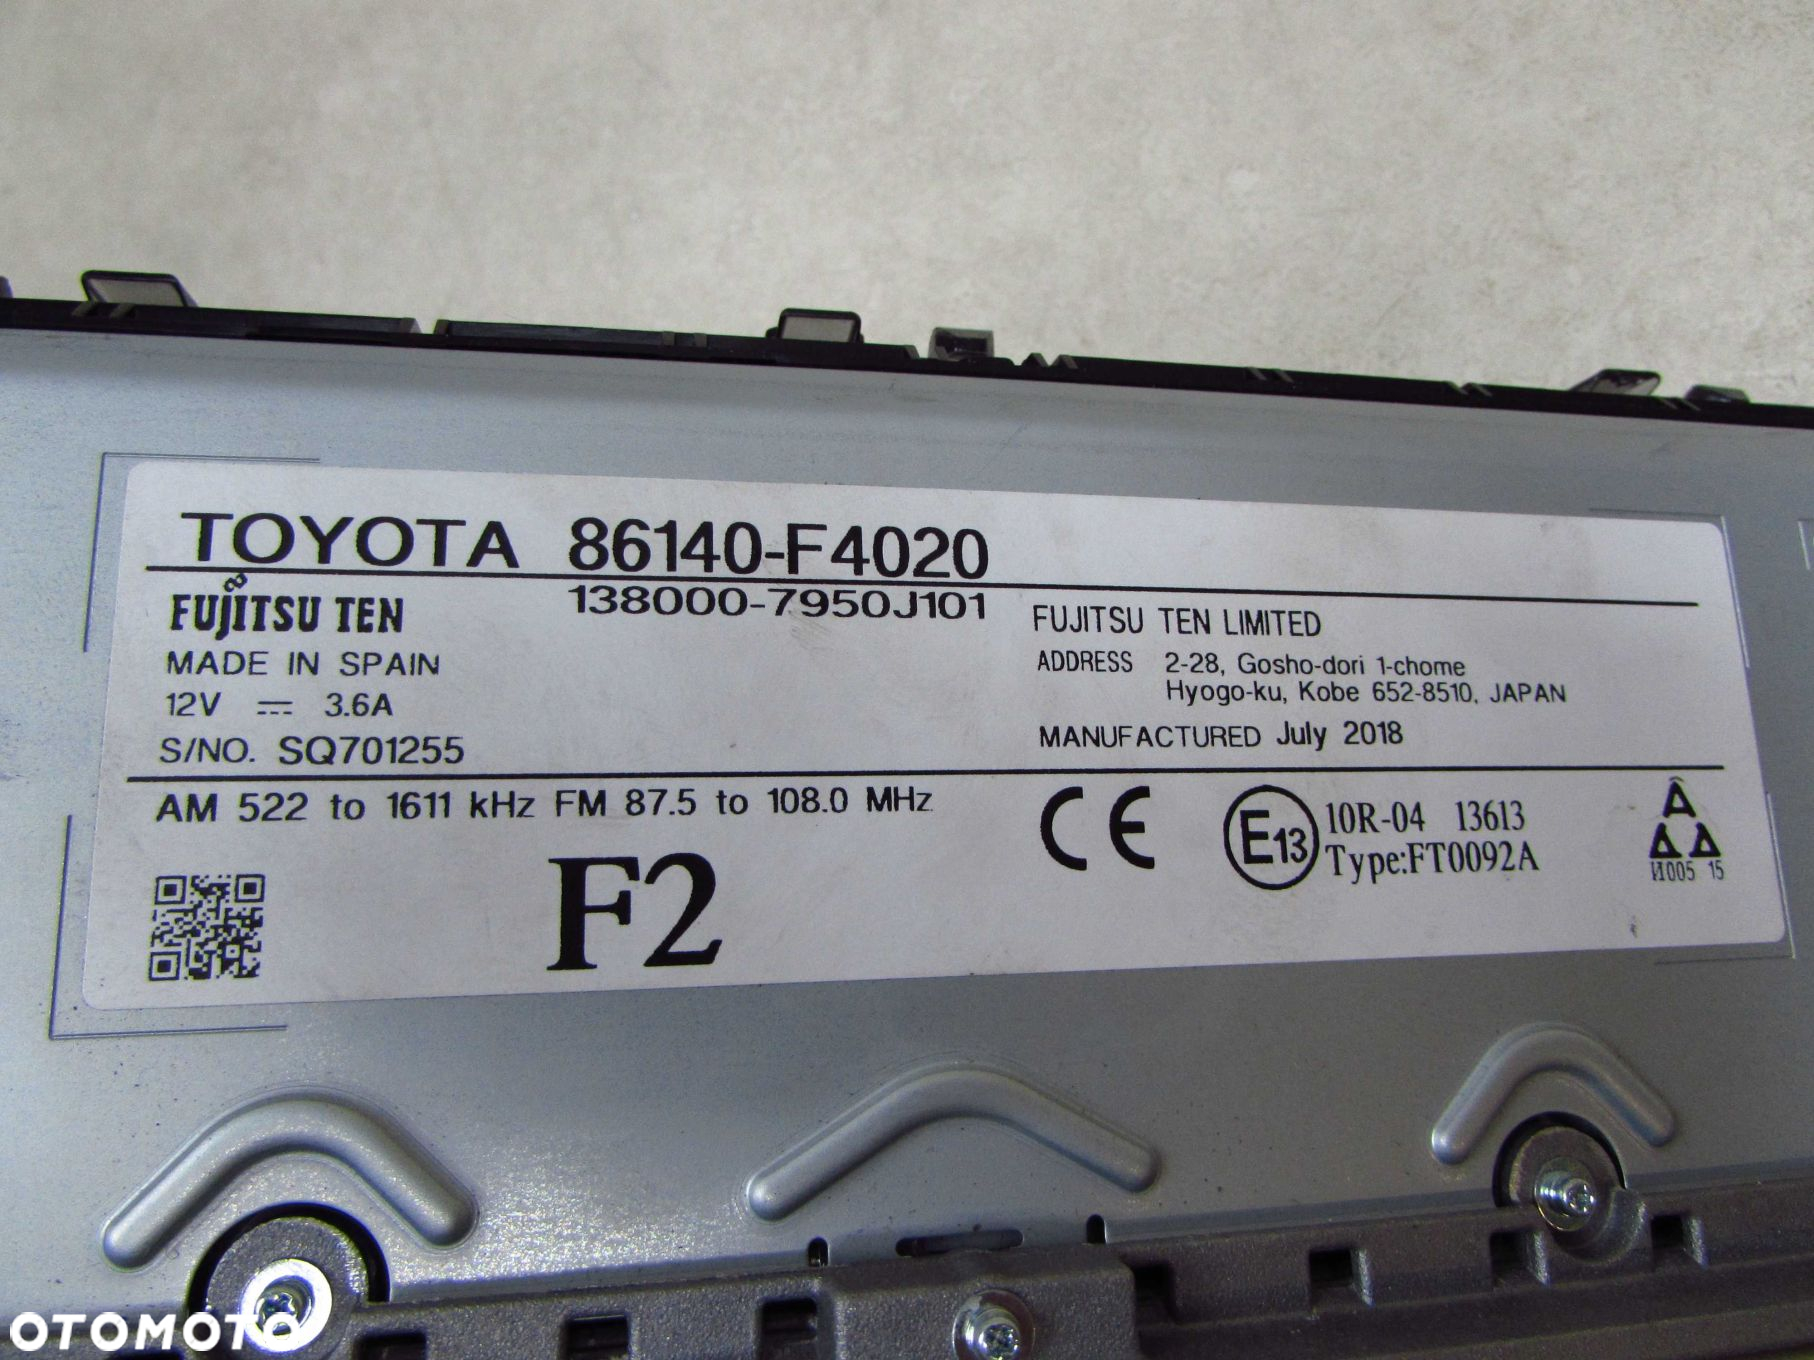 TOYOTA 86140-F4020
FUJITSU TEN 138000-7950J101
MADE IN SPAIN
12V ⎓ 3.6A
S/NO. SQ701255
FUJITSU TEN LIMITED
ADDRESS 2-28, Gosho-dori 1-chome
Hyogo-ku, Kobe 652-8510, JAPAN
MANUFACTURED July 2018
AM 522 to 1611 kHz FM 87.5 to 108.0 MHz
F2
CE
E13
10R-04 13613
Type:FT0092A
A
И005 15
OTOMOTO